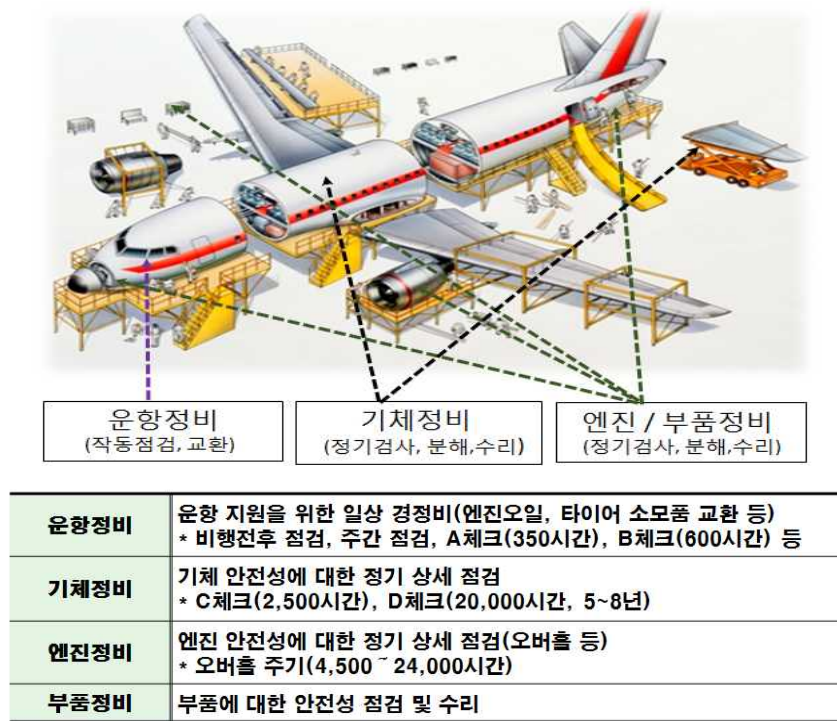 운항정비
(작동점검, 교환)
기체정비
(정기검사, 분해,수리)
엔진 / 부품정비
(정기검사, 분해,수리)
운항정비
운항 지원을 위한 일상 경정비(엔진오일, 타이어 소모품 교환 등)
* 비행전후 점검, 주간 점검, A체크(350시간), B체크(600시간) 등
기체정비
기체 안전성에 대한 정기 상세 점검
* C체크(2,500시간), D체크(20,000시간, 5~8년)
엔진정비
엔진 안전성에 대한 정기 상세 점검(오버홀 등)
* 오버홀 주기(4,500~24,000시간)
부품정비
부품에 대한 안전성 점검 및 수리